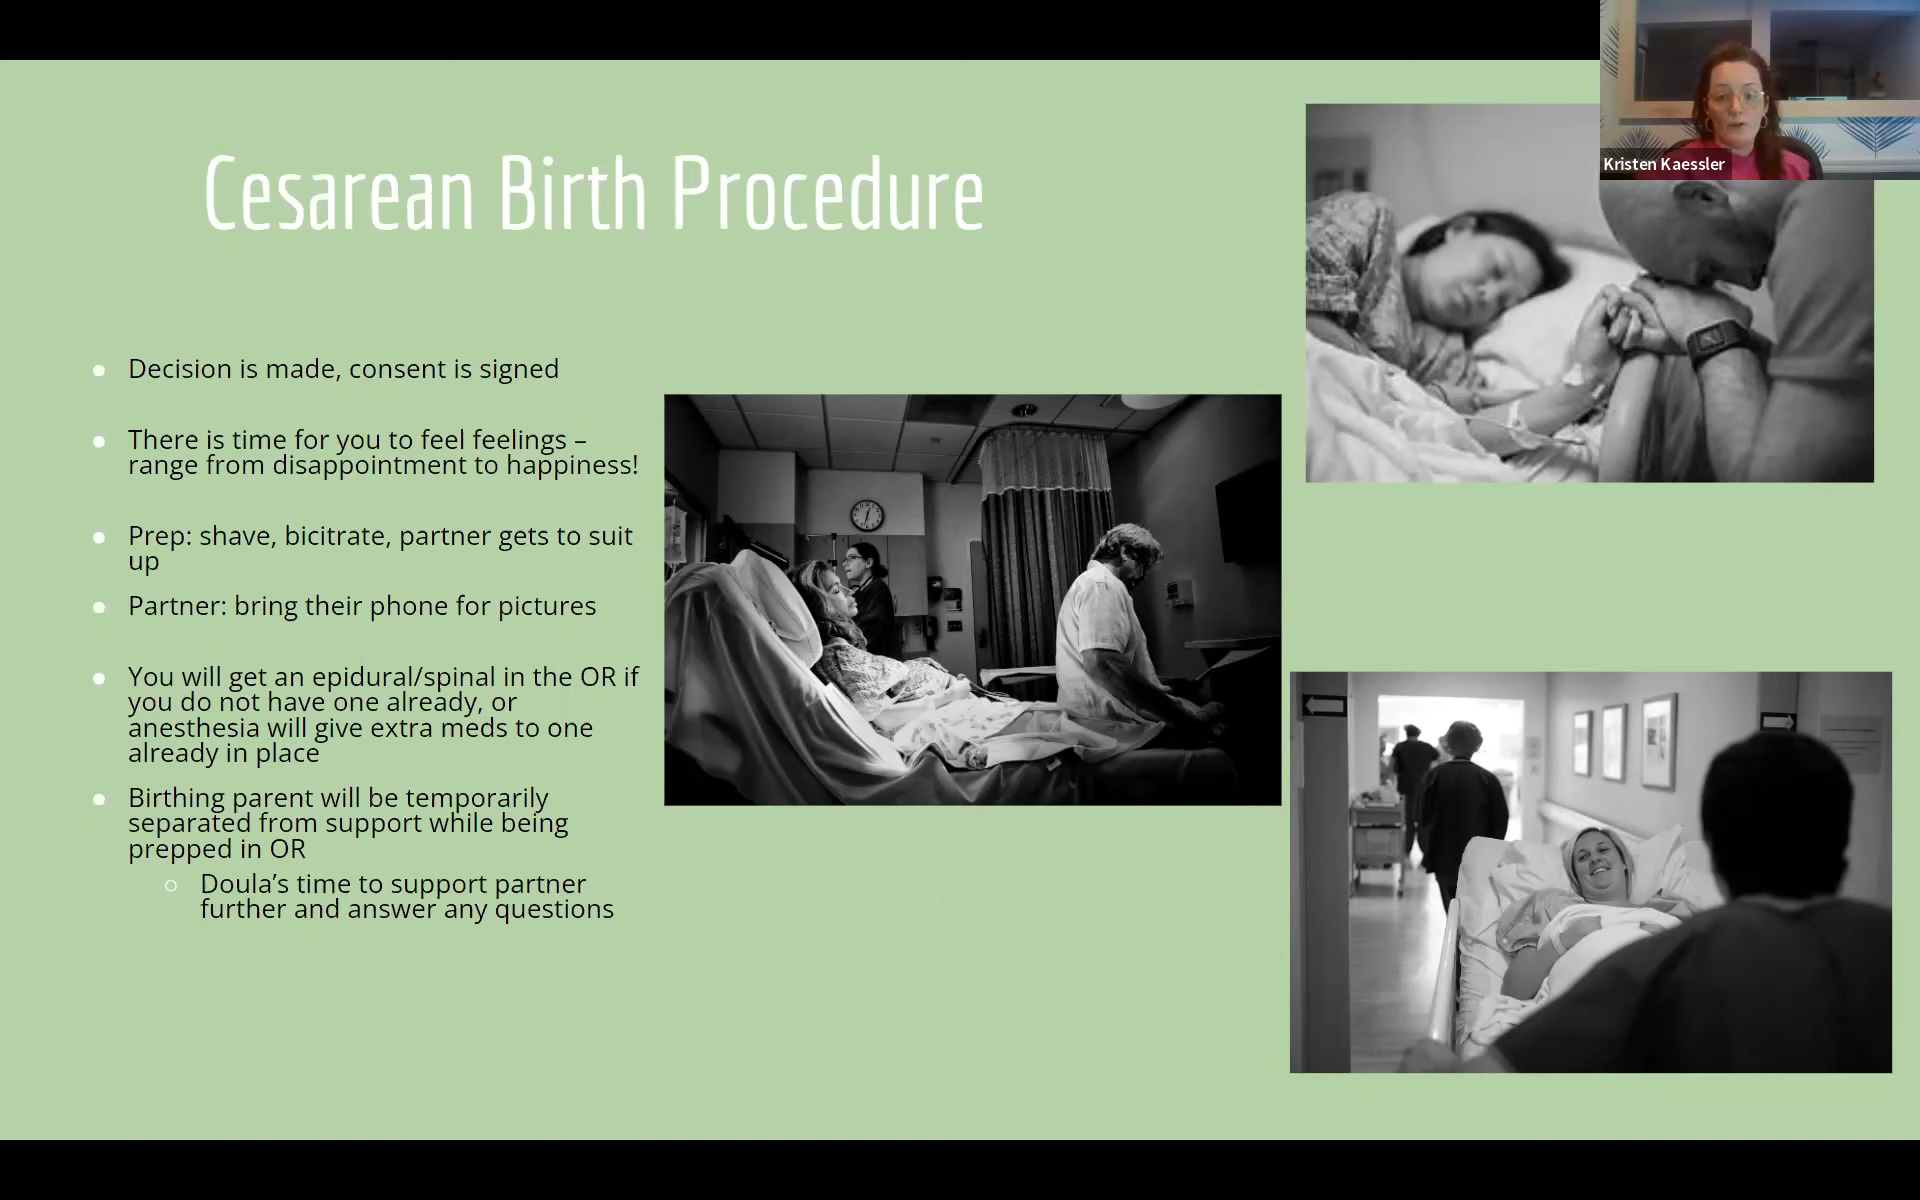 Kristen Kaessler
Cesarean Birth Procedure
Decision is made, consent is signed
There is time for you to feel feelings –
range from disappointment to happiness!
Prep: shave, bicitrate, partner gets to suit
up
Partner: bring their phone for pictures
You will get an epidural/spinal in the OR if
you do not have one already, or
anesthesia will give extra meds to one
already in place
Birthing parent will be temporarily
separated from support while being
prepped in OR
Doula’s time to support partner
further and answer any questions